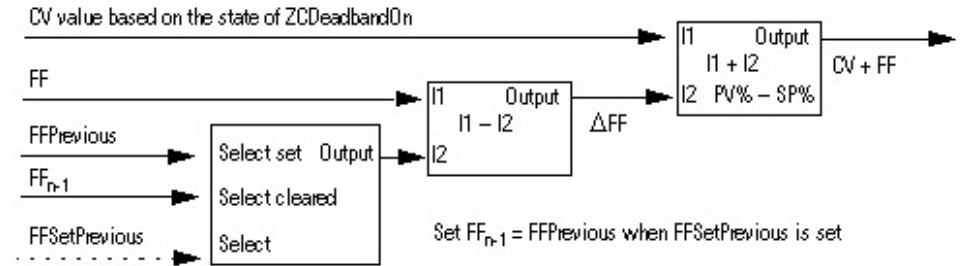 CV value based on the state of ZCDeadbandOn
I1 Output
I1 + I2
I2 PV% – SP%
CV + FF
FF
I1 Output
I1 – I2
I2
ΔFF
FFPrevious
Select set Output
FFn-1
Select cleared
FFSetPrevious
Select
Set FFn-1 = FFPrevious when FFSetPrevious is set